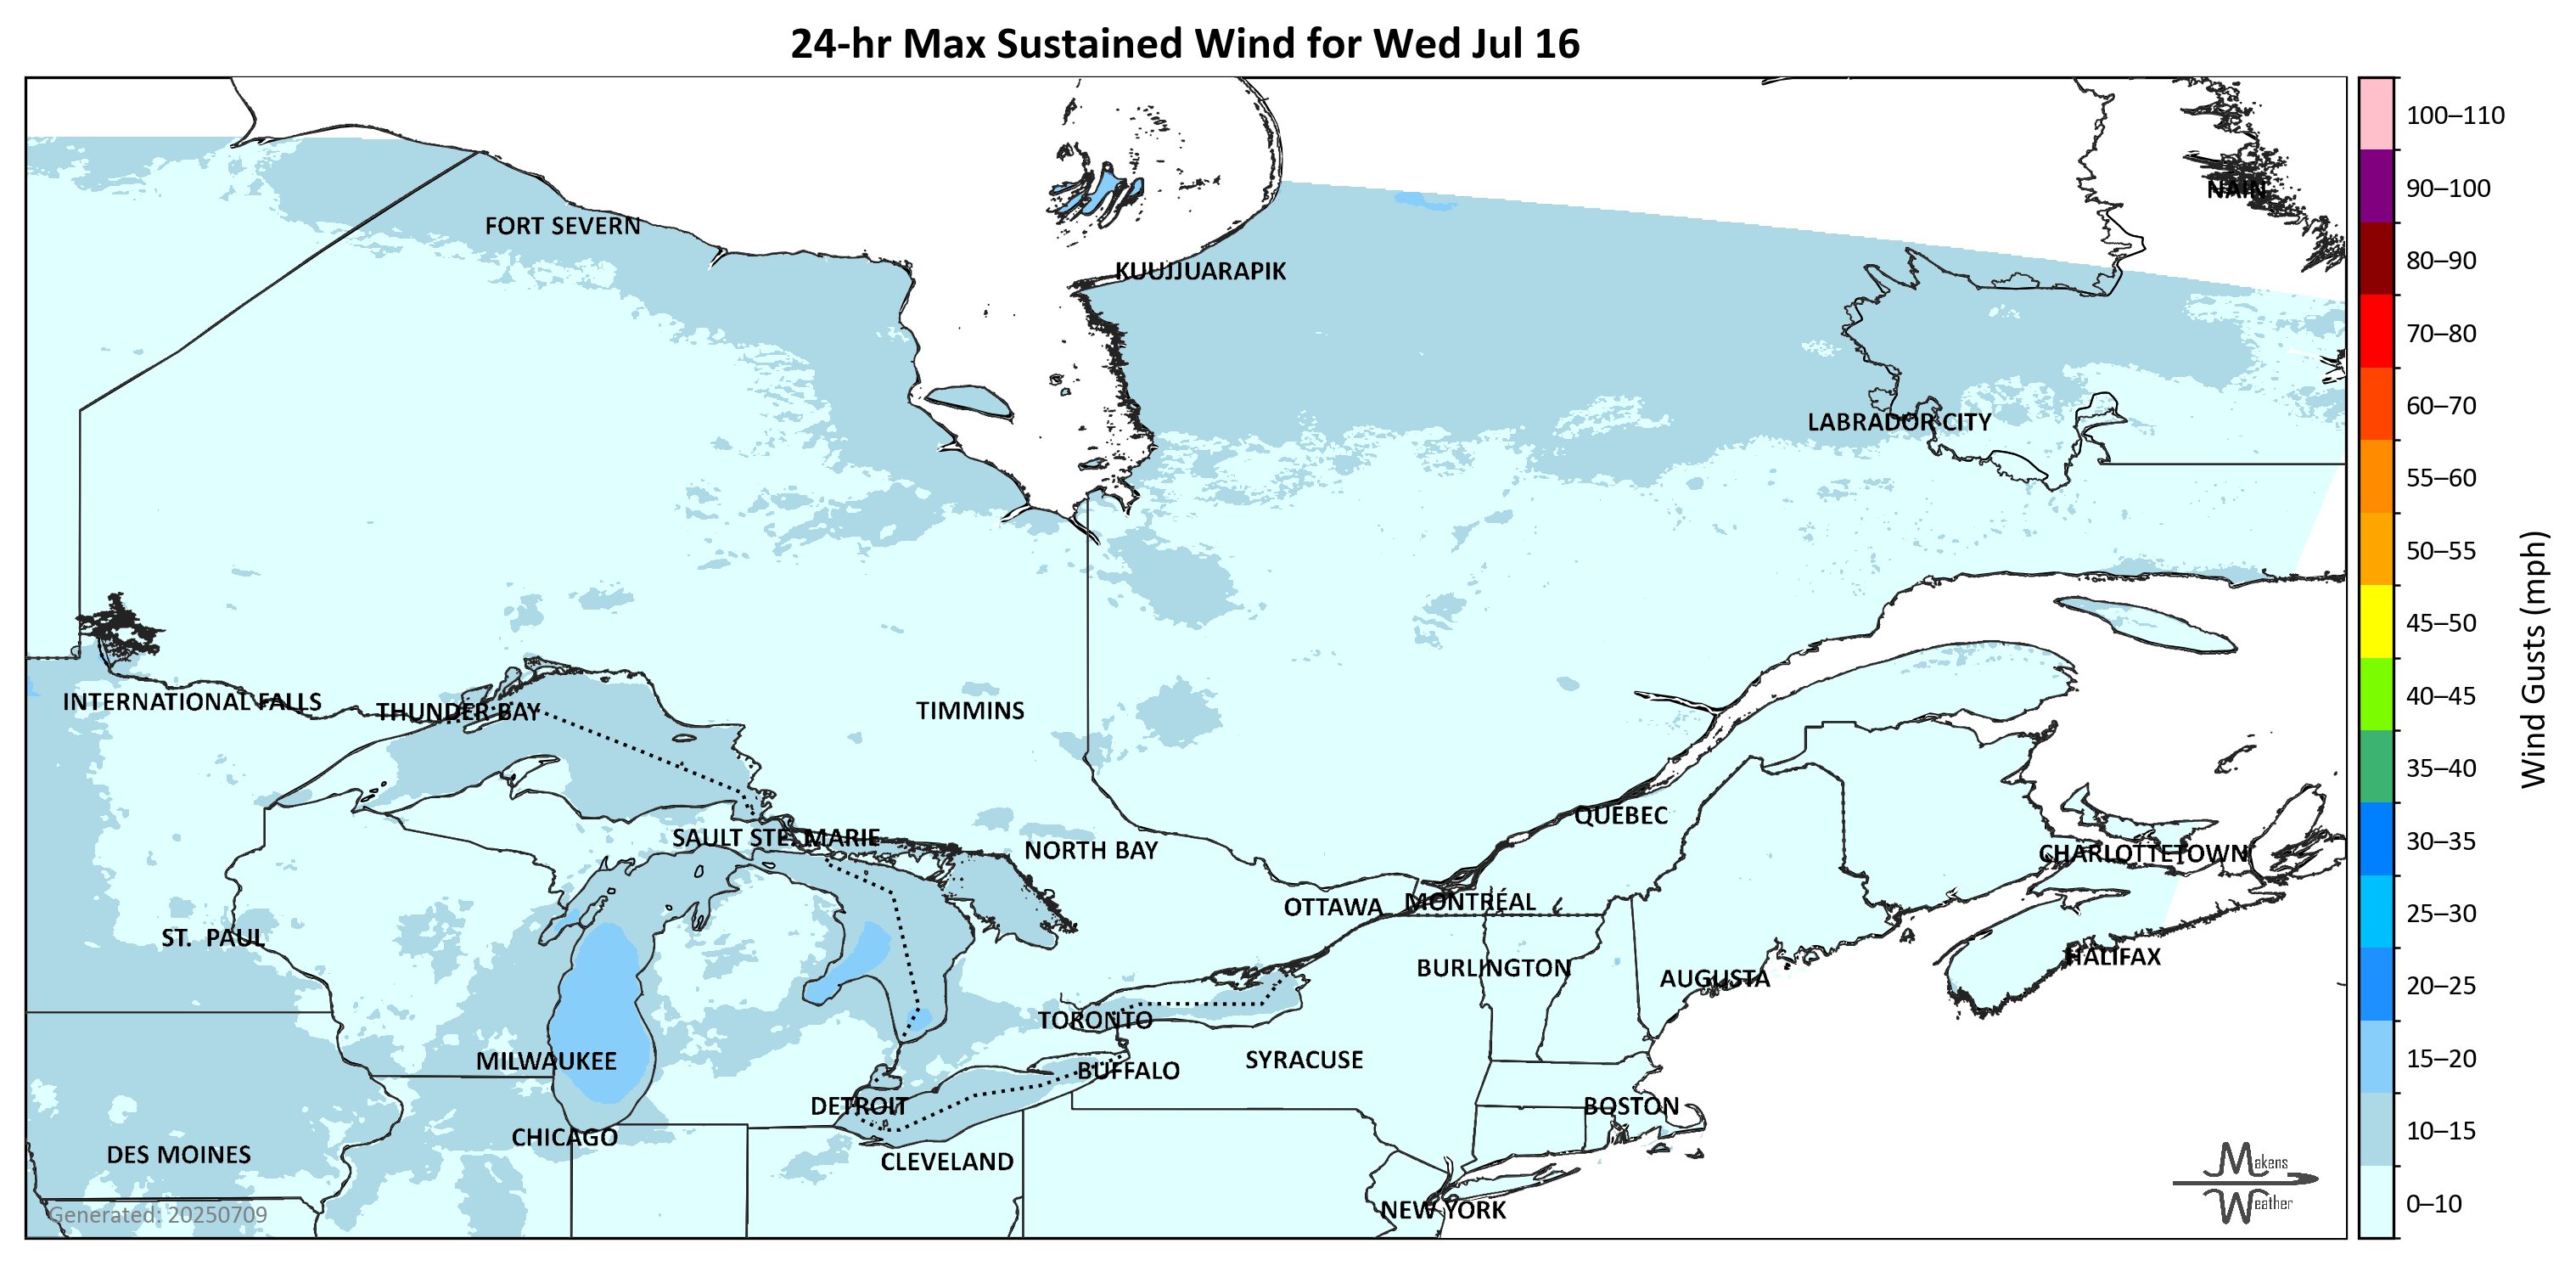 24-hr Max Sustained Wind for Wed Jul 16
100–110
90–100
NAIN
FORT SEVERN
80–90
KUUJJUARAPIK
70–80
60–70
LABRADOR CITY
55–60
50–55
45–50
Wind Gusts (mph)
40–45
INTERNATIONAL FALLS
THUNDER BAY
TIMMINS
35–40
QUEBEC
30–35
SAULT STE. MARIE
NORTH BAY
CHARLOTTETOWN
OTTAWA
MONTRÉAL
25–30
ST. PAUL
HALIFAX
BURLINGTON
AUGUSTA
20–25
TORONTO
MILWAUKEE
SYRACUSE
15–20
BUFFALO
DETROIT
BOSTON
CHICAGO
10–15
DES MOINES
CLEVELAND
Makens
Weather
0–10
NEW YORK
Generated: 20250709